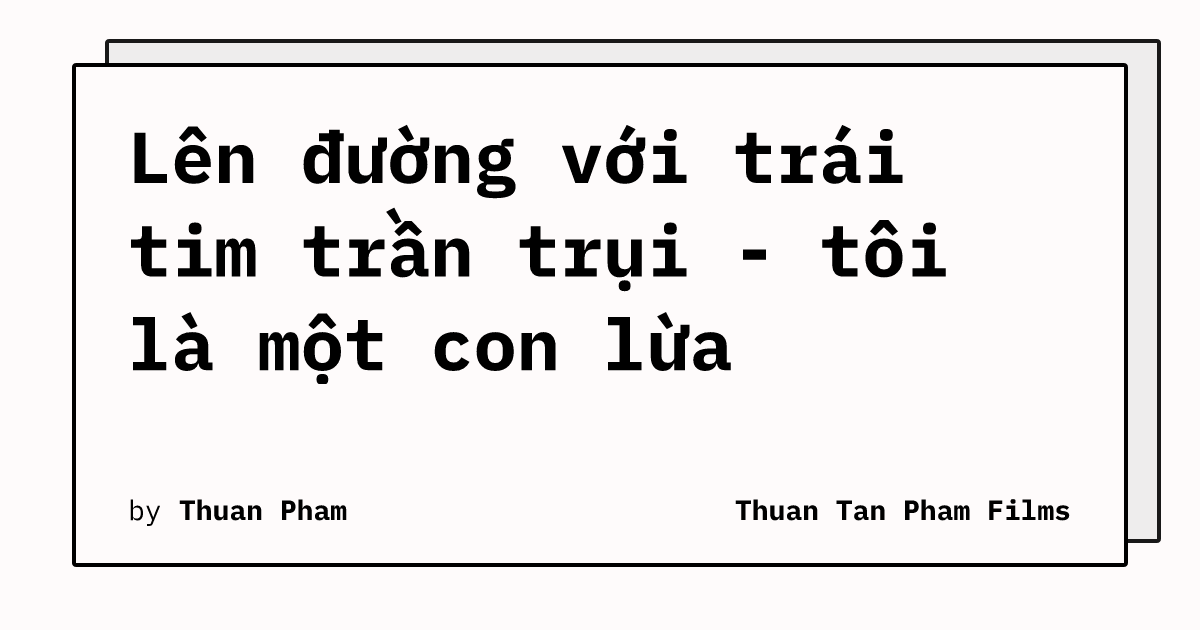 Lên đường với trái
tim trần trụi - tôi
là một con lừa
by Thuan Pham
Thuan Tan Pham Films